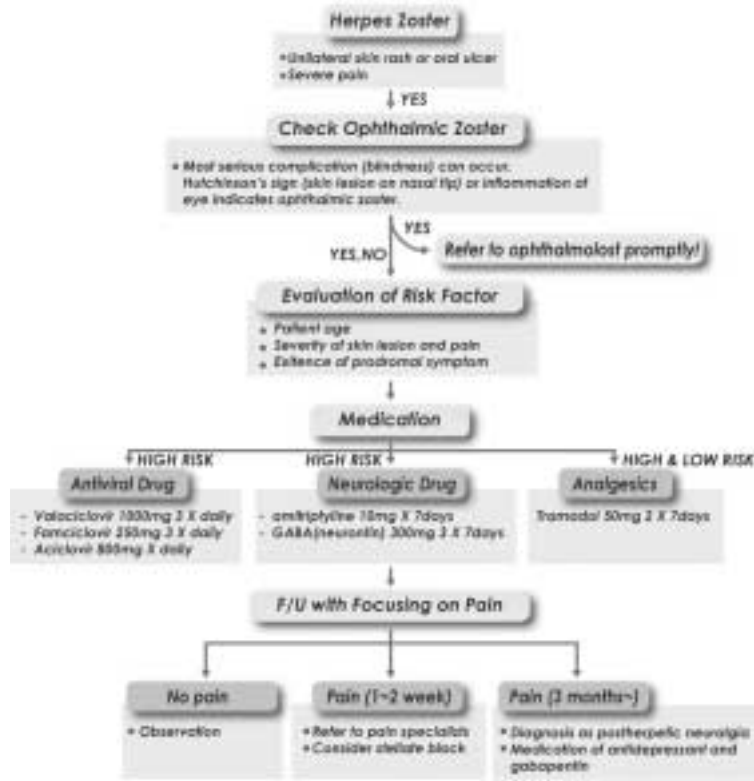 Herpes Zoster
Unilateral skin rash or oral ulcer
Severe pain
YES
Check Ophthalmic Zoster
Most serious complication (blindness) can occur.
Hutchinson's sign (skin lesion on nasal tip) or inflammation of
eye indicates ophthalmic zoster.
YES
YES, NO
Refer to ophthalmolost promptly!
Evaluation of Risk Factor
Patient age
Severity of skin lesion and pain
Exitence of prodromal symptom
Medication
HIGH RISK
HIGH RISK
HIGH & LOW RISK
Antiviral Drug
Neurologic Drug
Analgesics
- Valaciclovir 1000mg 3 X daily
- Famciclovir 250mg 3 X daily
- Aciclovir 800mg X daily
- amitriptyline 10mg X 7days
- GABA(neurontin) 300mg 3 X 7days
Tramadol 50mg 2 X 7days
F/U with Focusing on Pain
No pain
Pain (1~2 week)
Pain (3 months~)
Observation
Refer to pain specialists
Consider stellate block
Diagnosis as postherpetic neuralgia
Medication of antidepressant and
gabapentin